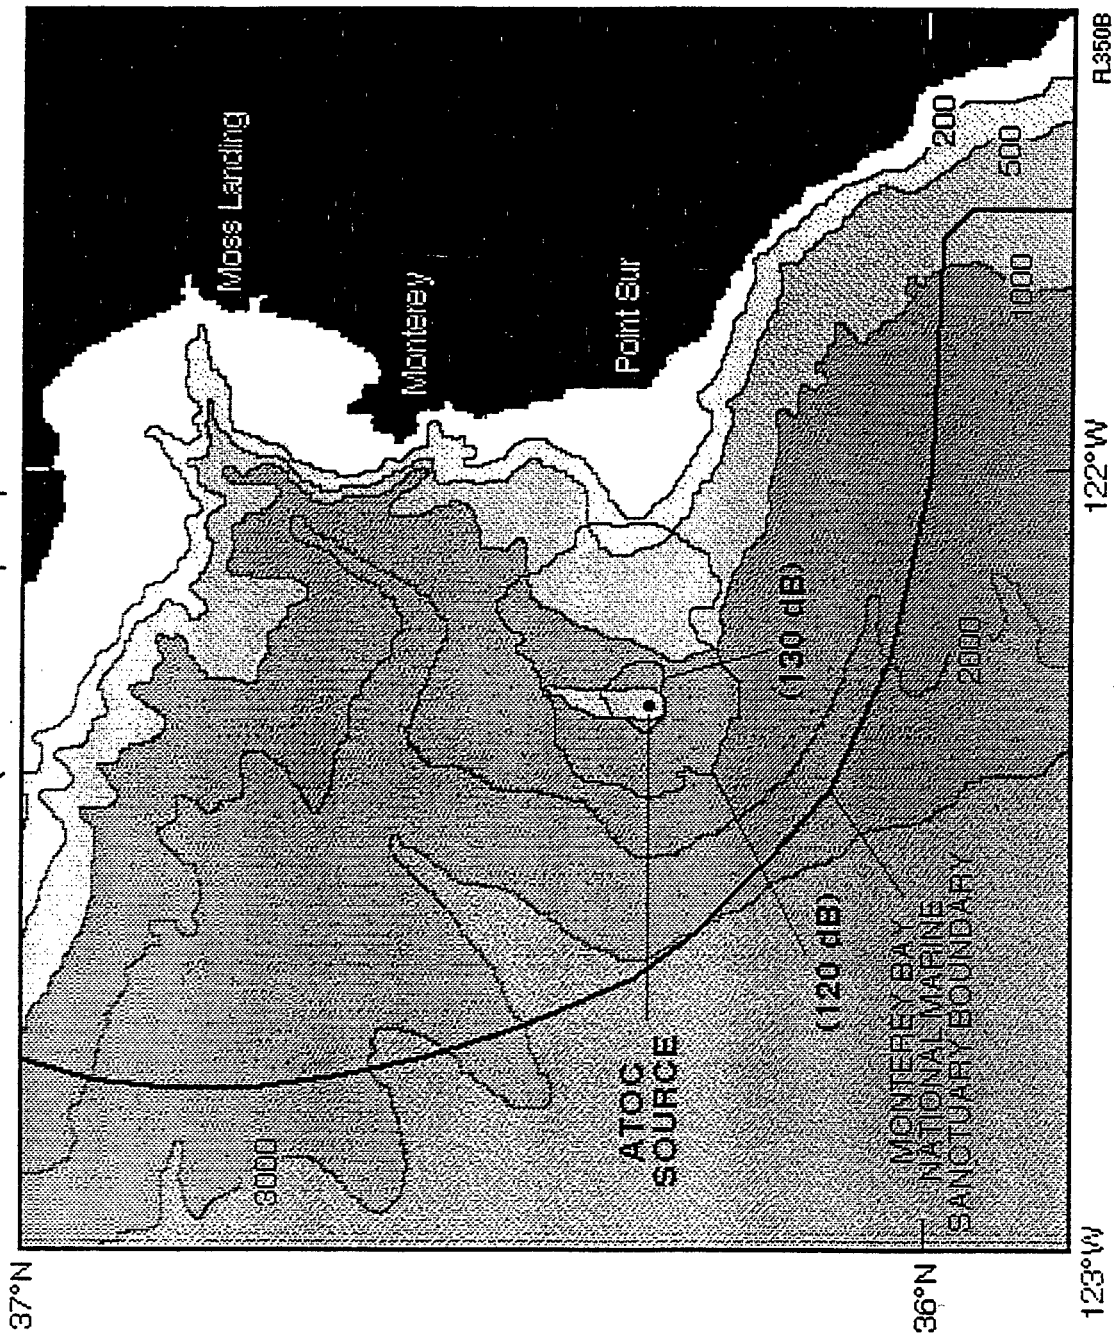 37°N
Moss Landing
Monterey
Point Sur
3000
ATOC
SOURCE
(130 dB)
(120 dB)
MONTEREY BAY
NATIONAL MARINE
SANCTUARY BOUNDARY
2000
1000
500
200
36°N
123°W
122°W